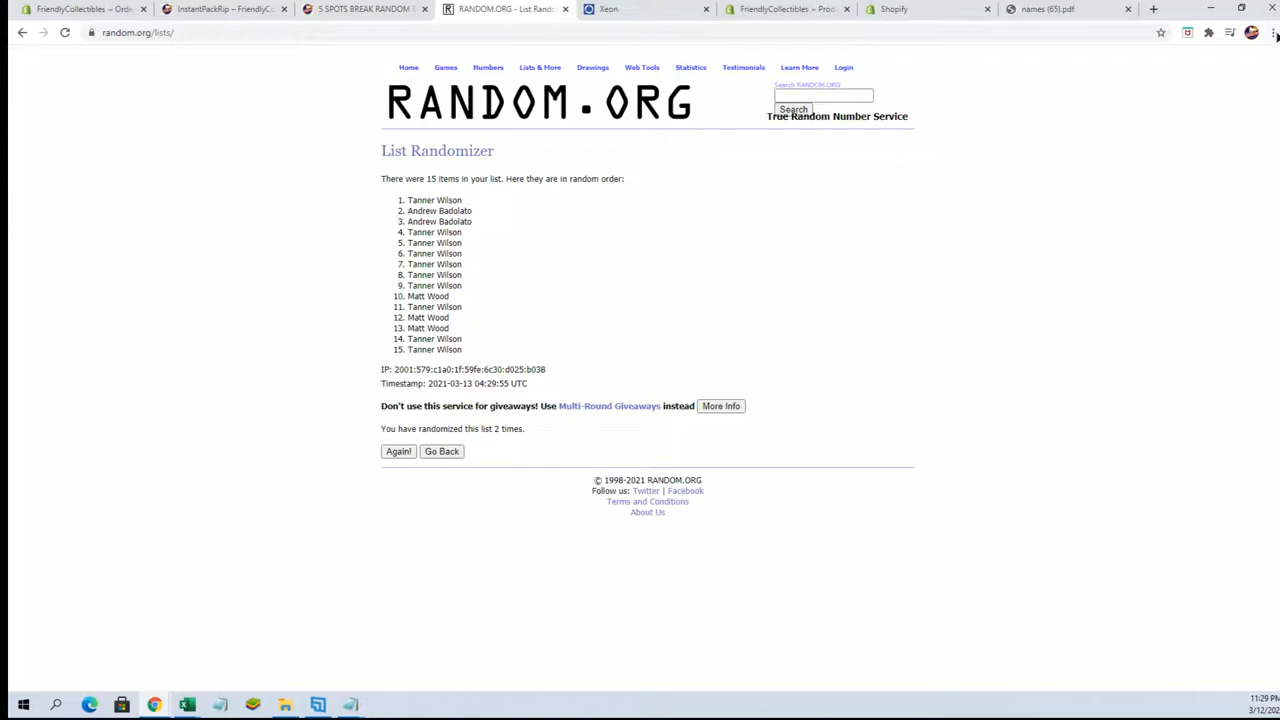 FriendlyCollectibles ~ Orde
InstantPackRip – FriendlyC
5 SPOTS BREAK RANDOM
RANDOM.ORG - List Rando
Xeon
FriendlyCollectibles ~ Prod
Shopify
names (65).pdf
random.org/lists/
Home Games Numbers Lists & More Drawings Web Tools Statistics Testimonials Learn More Login
RANDOM.ORG
Search RANDOM.ORG
Search
True Random Number Service
List Randomizer
There were 15 items in your list. Here they are in random order:
1. Tanner Wilson
2. Andrew Badolato
3. Andrew Badolato
4. Tanner Wilson
5. Tanner Wilson
6. Tanner Wilson
7. Tanner Wilson
8. Tanner Wilson
9. Tanner Wilson
10. Matt Wood
11. Tanner Wilson
12. Matt Wood
13. Matt Wood
14. Tanner Wilson
15. Tanner Wilson
IP: 2001:579:c1a0:1f:59fe:6c30:d025:b038
Timestamp: 2021-03-13 04:29:55 UTC
Don't use this service for giveaways! Use Multi-Round Giveaways instead More Info
You have randomized this list 2 times.
Again! Go Back
© 1998-2021 RANDOM.ORG
Follow us: Twitter | Facebook
Terms and Conditions
About Us
11:29 PM
3/12/202